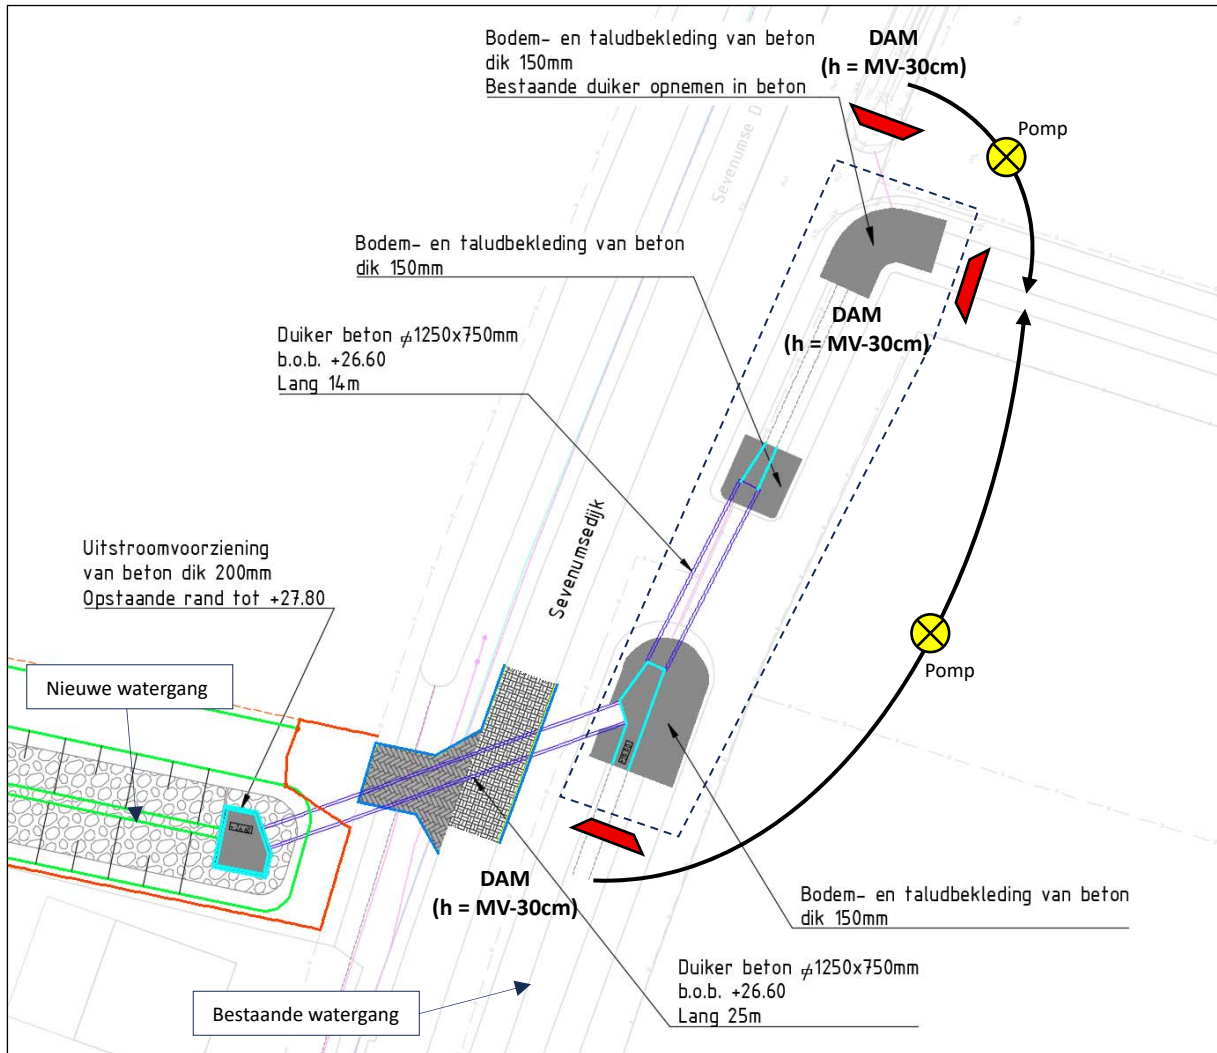 Bodem- en taludbekleding van beton
dik 150mm
Bestaande duiker opnemen in beton
DAM
(h = MV-30cm)
Pomp
Sevenumse D
Bodem- en taludbekleding van beton
dik 150mm
DAM
(h = MV-30cm)
Duiker beton ⌀1250x750mm
b.o.b. +26.60
Lang 14m
Sevenumsedijk
Uitstroomvoorziening
van beton dik 200mm
Opstaande rand tot +27.80
Pomp
Nieuwe watergang
DAM
(h = MV-30cm)
Bodem- en taludbekleding van beton
dik 150mm
Duiker beton ⌀1250x750mm
b.o.b. +26.60
Lang 25m
Bestaande watergang